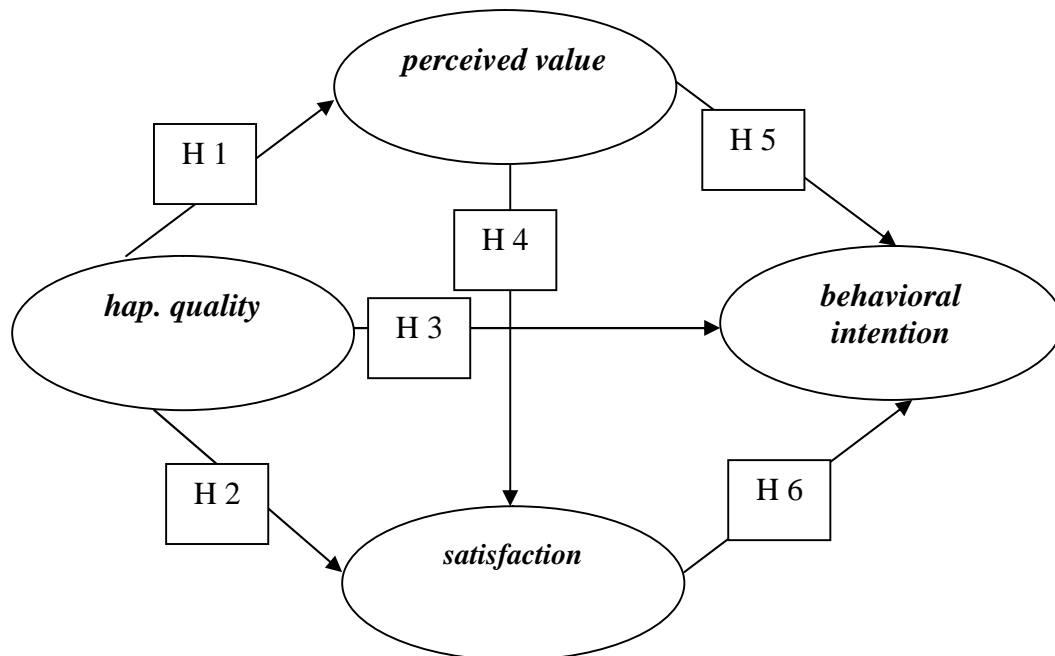 perceived value
H 1
H 5
H 4
hap. quality
H 3
behavioral
intention
H 2
H 6
satisfaction